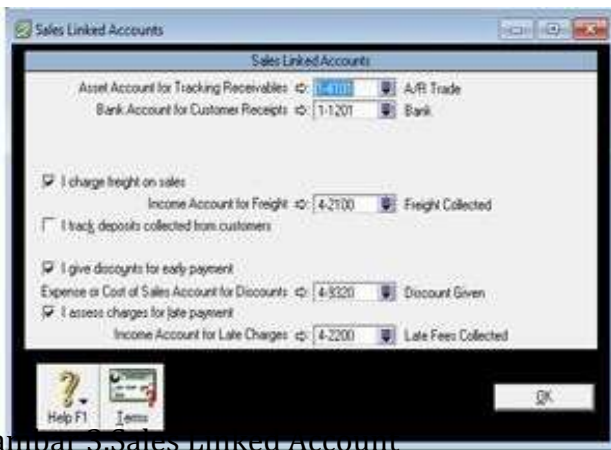 Sales Linked Accounts
Sales Linked Accounts
Asset Account for Tracking Receivables ⇨ A/R Trade
Bank Account for Customer Receipts ⇨ 1-1201 Bank
I charge freight on sales
Income Account for Freight ⇨ 4-2100 Freight Collected
I track deposits collected from customers
I give discounts for early payment
Expense or Cost of Sales Account for Discounts ⇨ 4-9320 Discount Given
I assess charges for late payment
Income Account for Late Charges ⇨ 4-2200 Late Fees Collected
Help F1 Terms OK
ambar 3.Sales Linked Account